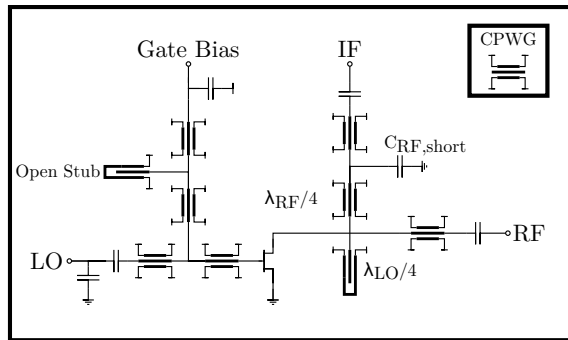 Gate Bias
IF
CPWG
C_RF,short
Open Stub
λ_RF/4
LO
RF
λ_LO/4